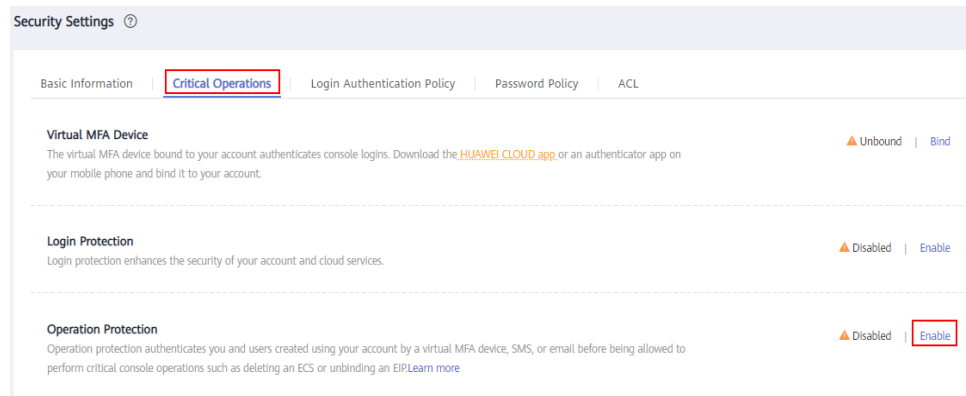 Security Settings ?
Basic Information | Critical Operations | Login Authentication Policy | Password Policy | ACL
Virtual MFA Device
The virtual MFA device bound to your account authenticates console logins. Download the HUAWEI CLOUD app or an authenticator app on
your mobile phone and bind it to your account.
Unbound | Bind
Login Protection
Login protection enhances the security of your account and cloud services.
Disabled | Enable
Operation Protection
Operation protection authenticates you and users created using your account by a virtual MFA device, SMS, or email before being allowed to
perform critical console operations such as deleting an ECS or unbinding an EIP.Learn more
Disabled | Enable